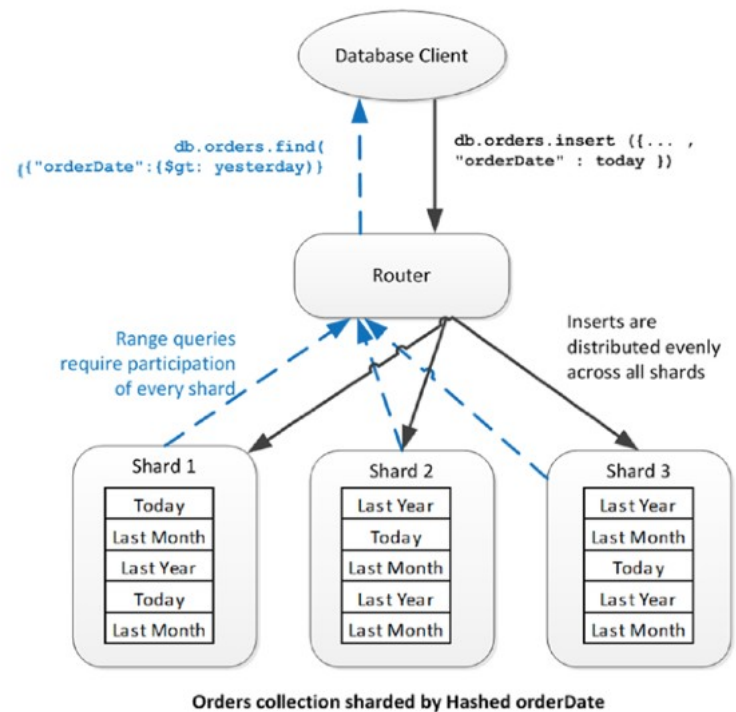 Database Client
db.orders.find(
({"orderDate":{$gt: yesterday)}
db.orders.insert ({... ,
"orderDate" : today })
Router
Range queries
require participation
of every shard
Inserts are
distributed evenly
across all shards
Shard 1
Today
Last Month
Last Year
Today
Last Month
Shard 2
Last Year
Today
Last Month
Last Year
Last Month
Shard 3
Last Year
Last Month
Today
Last Year
Last Month
Orders collection sharded by Hashed orderDate